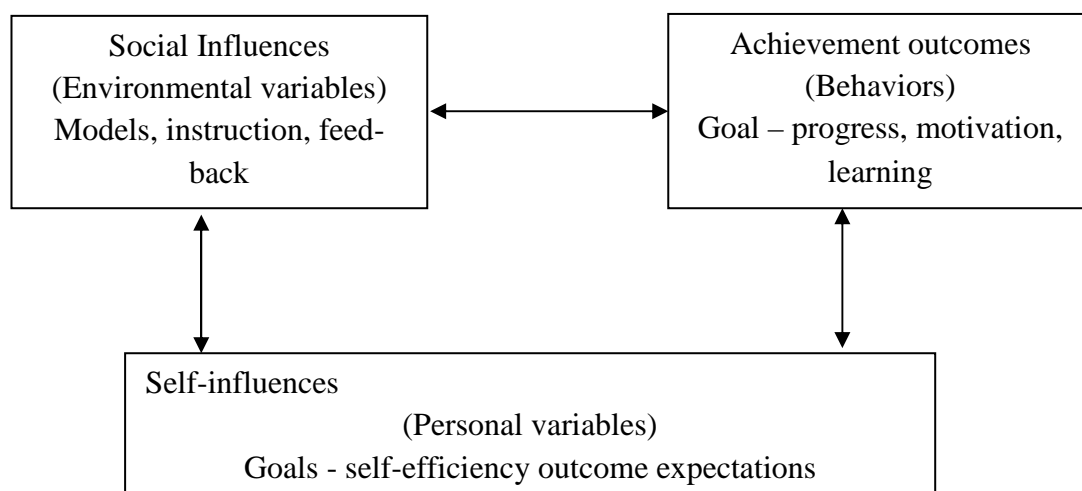 Social Influences
(Environmental variables)
Models, instruction, feed-
back
Achievement outcomes
(Behaviors)
Goal – progress, motivation,
learning
Self-influences
(Personal variables)
Goals - self-efficiency outcome expectations